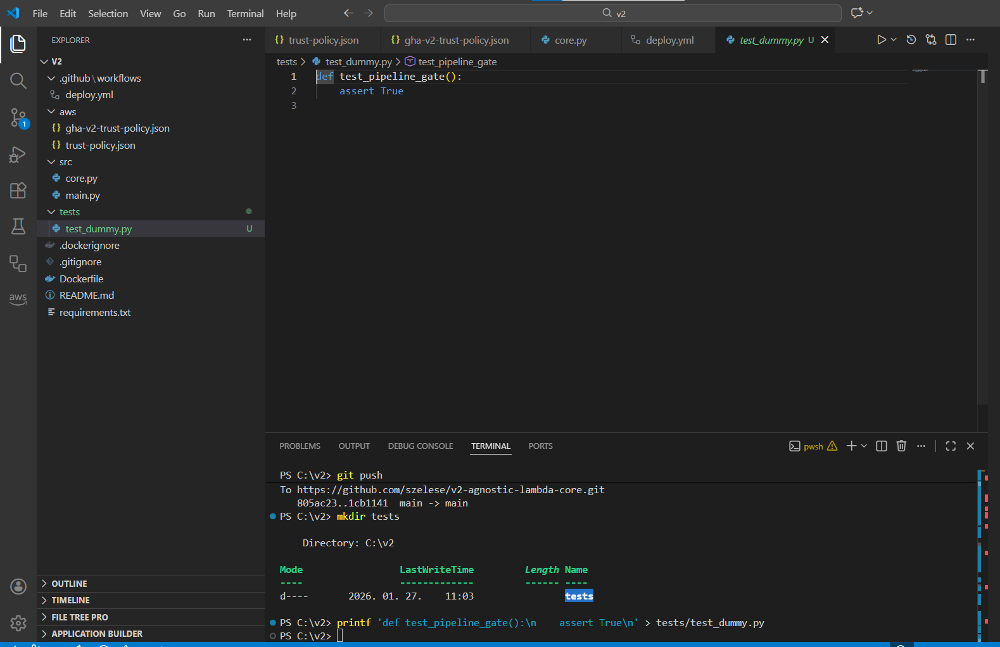 File Edit Selection View Go Run Terminal Help
v2
EXPLORER
V2
.github\workflows
deploy.yml
aws
{} gha-v2-trust-policy.json
{} trust-policy.json
src
core.py
main.py
tests
test_dummy.py U
.dockerignore
.gitignore
Dockerfile
README.md
requirements.txt
OUTLINE
TIMELINE
FILE TREE PRO
APPLICATION BUILDER
1
aws
{} trust-policy.json {} gha-v2-trust-policy.json core.py deploy.yml test_dummy.py U
tests > test_dummy.py > test_pipeline_gate
1 def test_pipeline_gate():
2 assert True
3
PROBLEMS OUTPUT DEBUG CONSOLE TERMINAL PORTS
pwsh
PS C:\v2> git push
To https://github.com/szelese/v2-agnostic-lambda-core.git
805ac23..1cb1141 main -> main
PS C:\v2> mkdir tests
Directory: C:\v2
Mode LastWriteTime Length Name
---- ------------- ------ ----
d---- 2026. 01. 27. 11:03 tests
PS C:\v2> printf 'def test_pipeline_gate():\n    assert True\n' > tests/test_dummy.py
PS C:\v2>